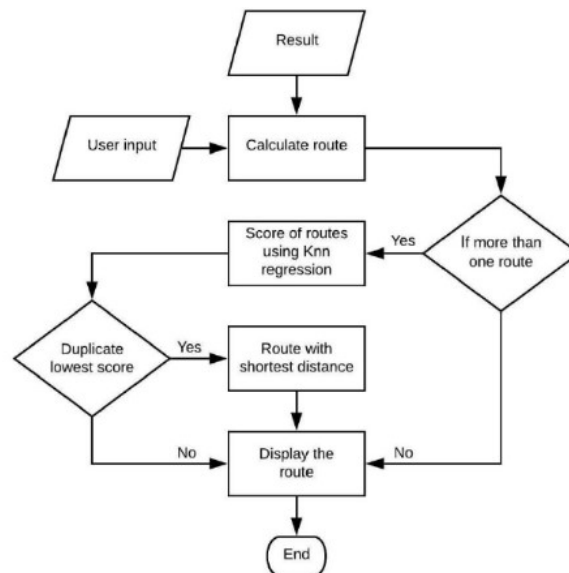 Result
User input
Calculate route
Score of routes
using Knn
regression
Yes
If more than
one route
Duplicate
lowest score
Yes
Route with
shortest distance
No
Display the
route
No
End